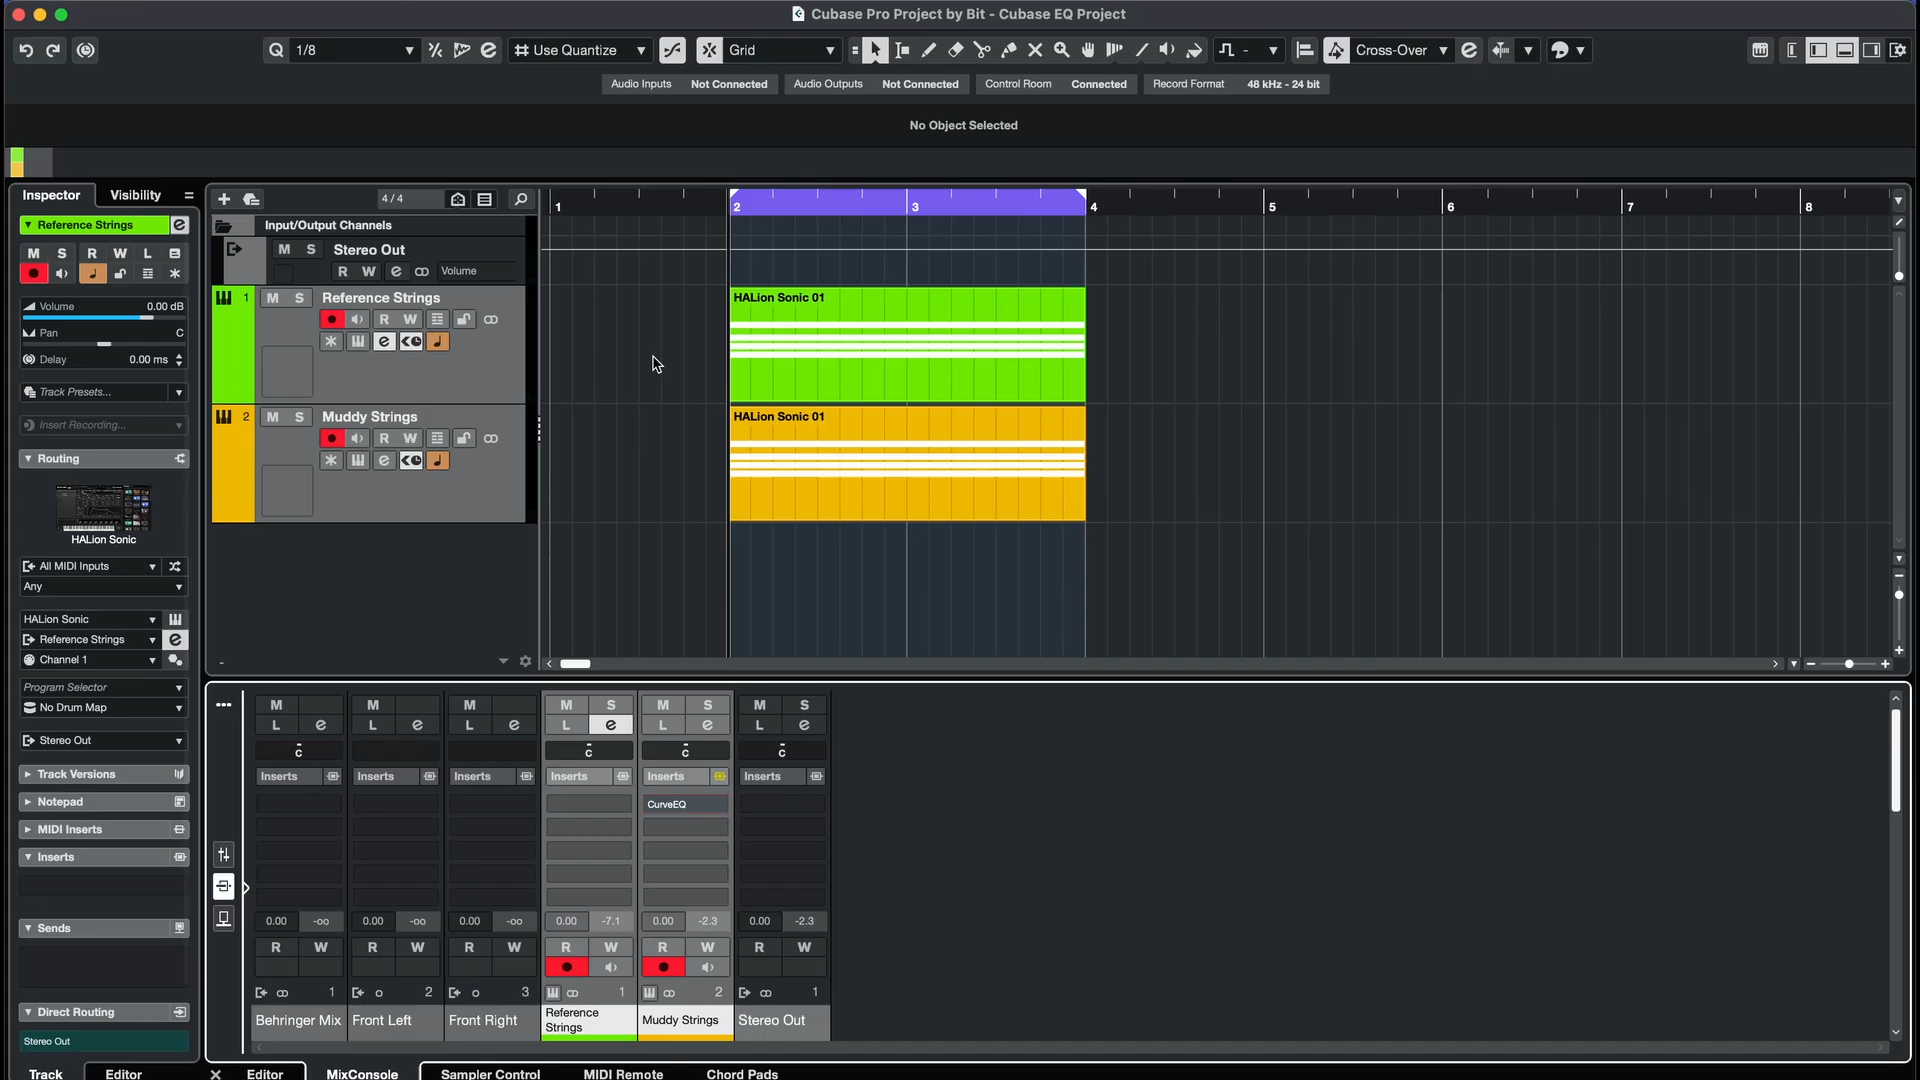 Cubase Pro Project by Bit - Cubase EQ Project
1/8
Use Quantize
Grid
-
Cross-Over
Audio Inputs Not Connected
Audio Outputs Not Connected
Control Room Connected
Record Format 48 kHz - 24 bit
No Object Selected
Inspector Visibility
Reference Strings
M S R W L
Volume 0.00 dB
Pan C
Delay 0.00 ms
Track Presets...
Insert Recording...
Routing
HALion Sonic
All MIDI Inputs
Any
HALion Sonic
Reference Strings
Channel 1
Program Selector
No Drum Map
Stereo Out
Track Versions
Notepad
MIDI Inserts
Inserts
Sends
Direct Routing
Stereo Out
4/4
Input/Output Channels
M S Stereo Out
R W e Volume
1 M S Reference Strings
R W
e
2 M S Muddy Strings
R W
e
-
1 2 3 4 5 6 7 8
HALion Sonic 01
HALion Sonic 01
M M M M S M S M S
L e L e L e L e L e L e
C C C C
Inserts Inserts Inserts Inserts Inserts Inserts
CurveEQ
0.00 -oo 0.00 -oo 0.00 -oo 0.00 -7.1 0.00 -2.3 0.00 -2.3
R W R W R W R W R W R W
1 2 3 1 2 1
Behringer Mix Front Left Front Right Reference Strings Muddy Strings Stereo Out
Track Editor
Editor MixConsole Sampler Control MIDI Remote Chord Pads